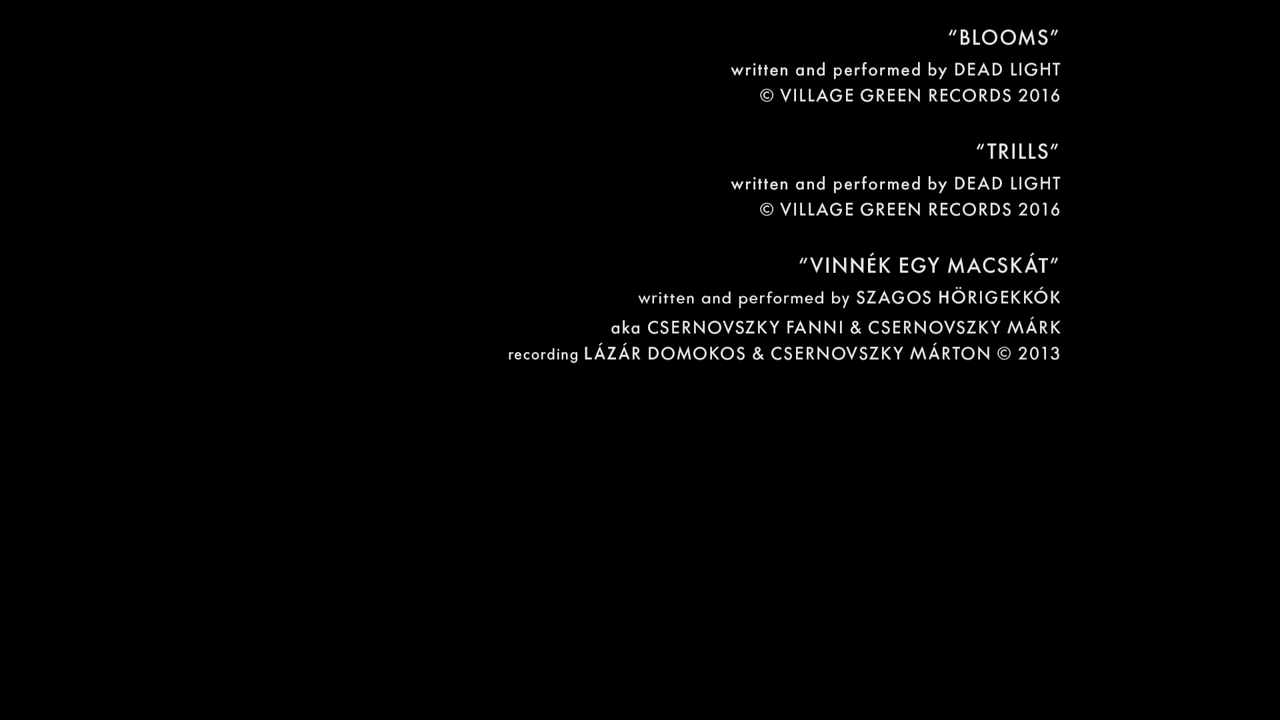 “BLOOMS”
written and performed by DEAD LIGHT
© VILLAGE GREEN RECORDS 2016
“TRILLS”
written and performed by DEAD LIGHT
© VILLAGE GREEN RECORDS 2016
“VINNÉK EGY MACSKÁT”
written and performed by SZAGOS HÖRIGEKKÓK
aka CSERNOVSZKY FANNI & CSERNOVSZKY MÁRK
recording LÁZÁR DOMOKOS & CSERNOVSZKY MÁRTON © 2013